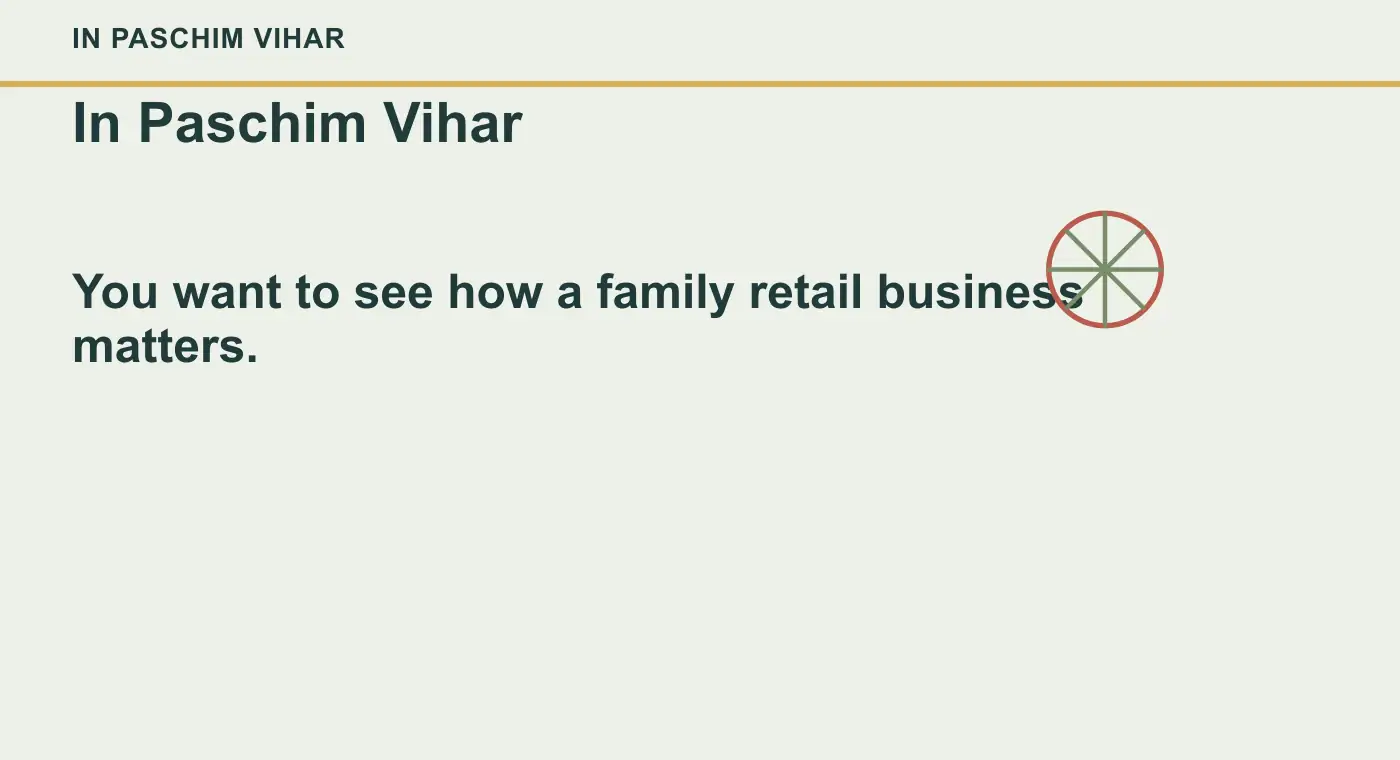 IN PASCHIM VIHAR
In Paschim Vihar
You want to see how a family retail business
matters.